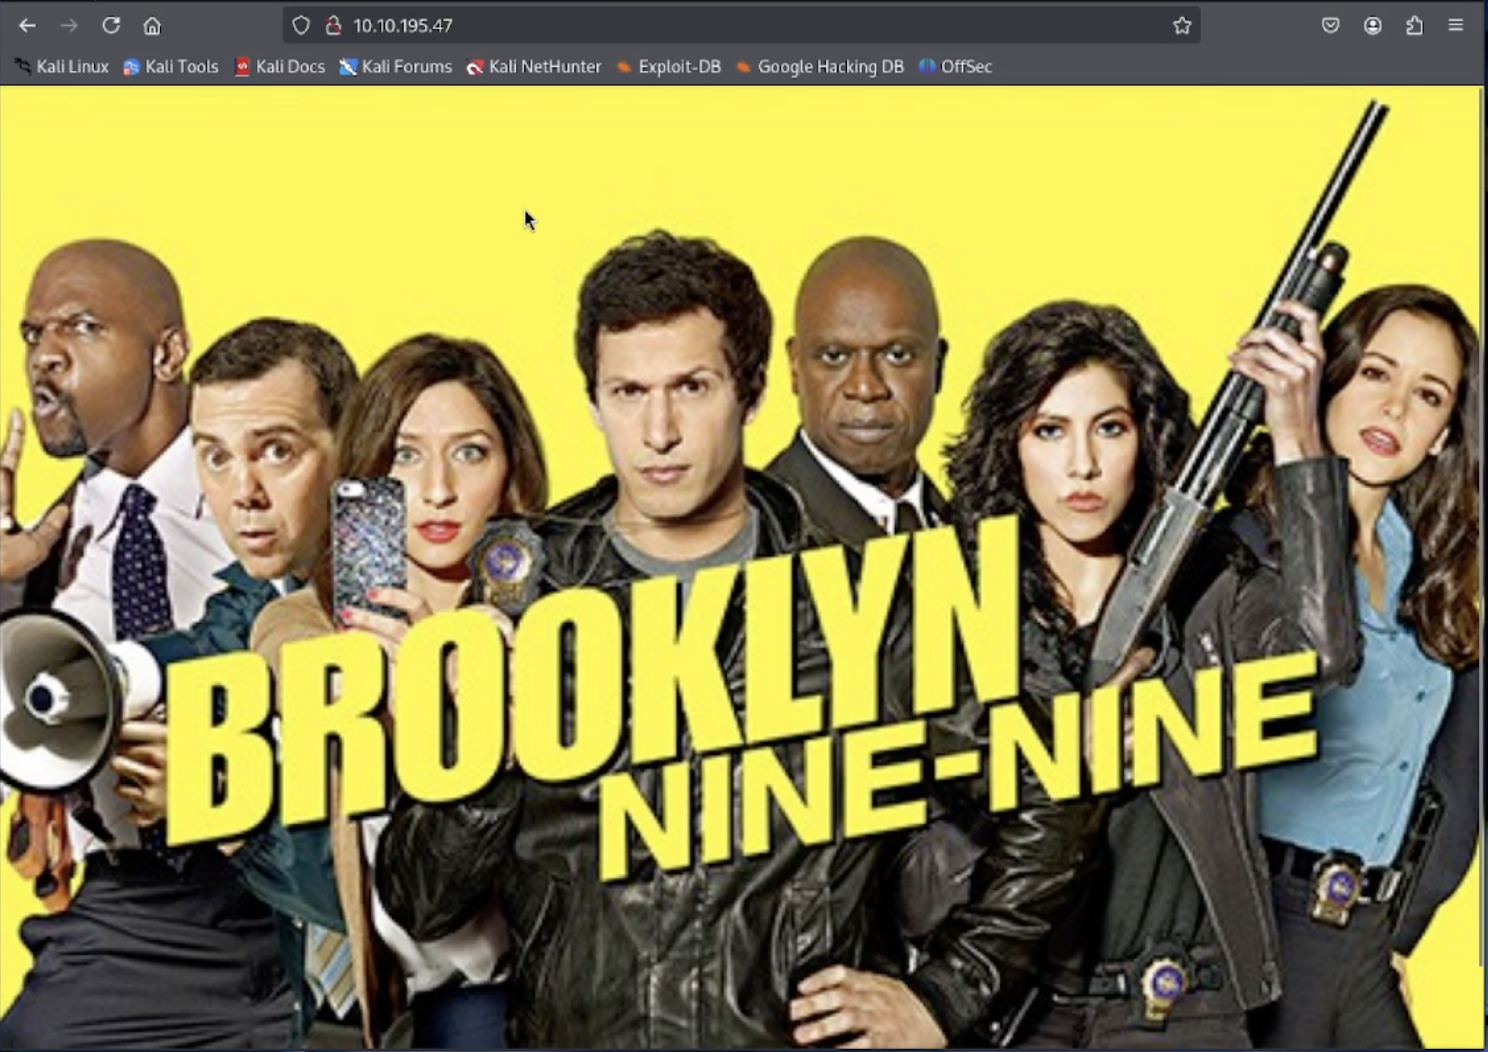 10.10.195.47
Kali Linux Kali Tools Kali Docs Kali Forums Kali NetHunter Exploit-DB Google Hacking DB OffSec
BROOKLYN
NINE-NINE